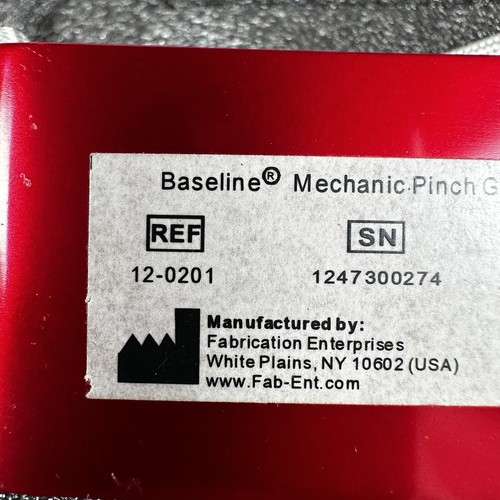 Baseline® Mechanic Pinch G
REF SN
12-0201 1247300274
Manufactured by:
Fabrication Enterprises
White Plains, NY 10602 (USA)
www.Fab-Ent.com